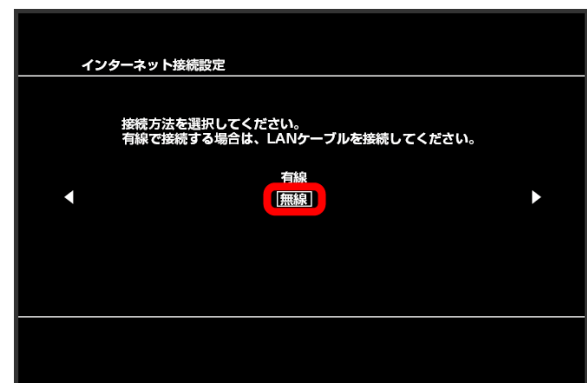 インターネット接続設定
接続方法を選択してください。
有線で接続する場合は、LANケーブルを接続してください。
有線
無線